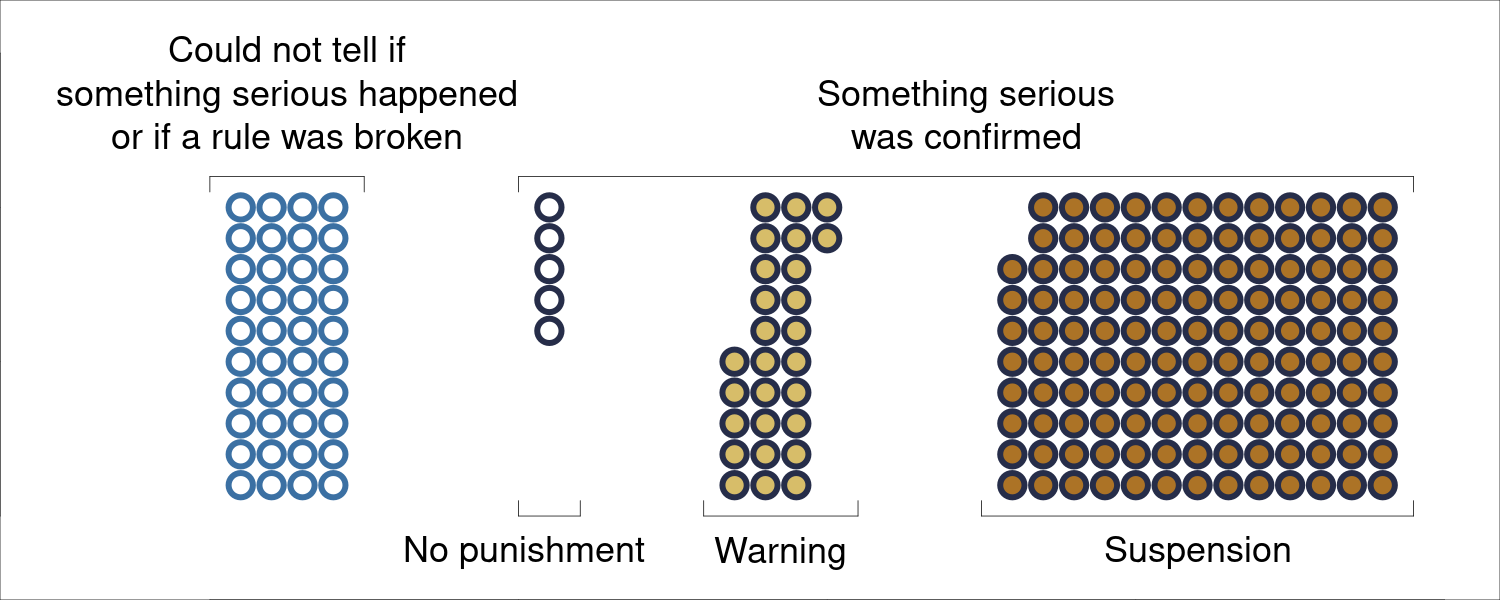 Could not tell if
something serious happened
or if a rule was broken
Something serious
was confirmed
No punishment
Warning
Suspension